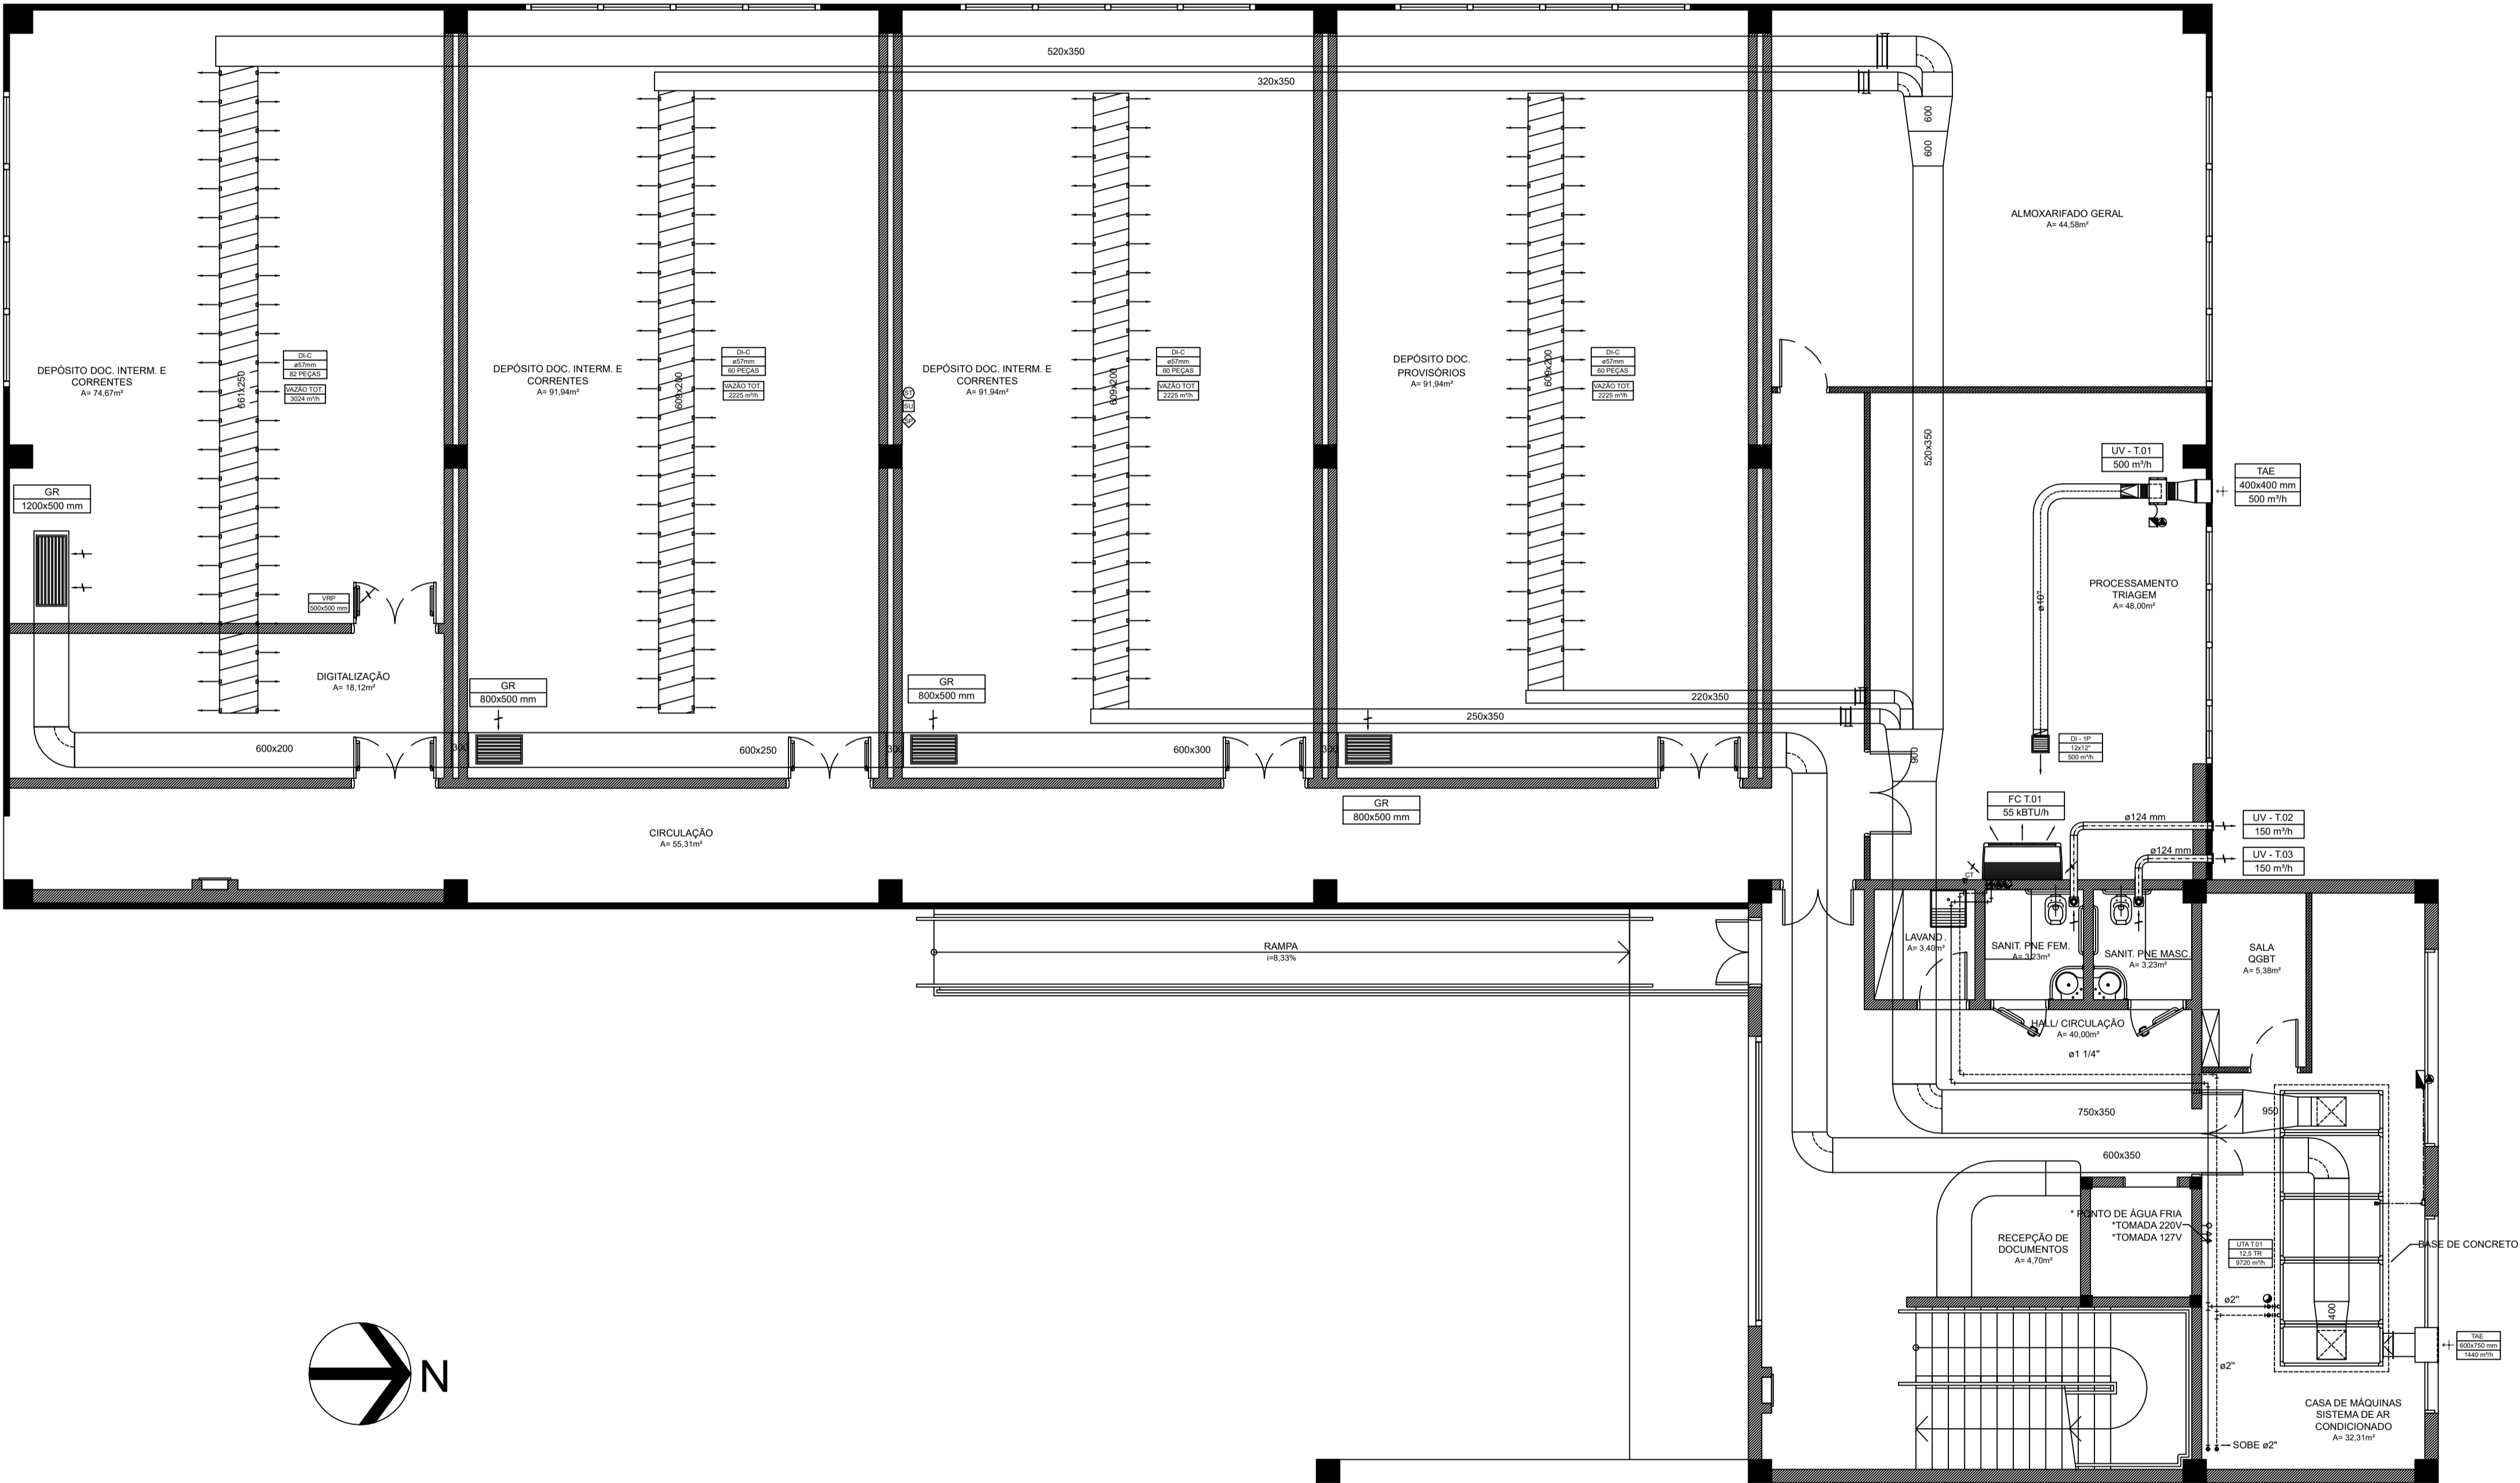 520x350
320x350
600
600
ALMOXARIFADO GERAL
A= 44,58m²
DEPÓSITO DOC. INTERM. E
CORRENTES
A= 74,67m²
661x250
DI-C
ø57mm
82 PEÇAS
VAZÃO TOT.
3024 m³/h
DEPÓSITO DOC. INTERM. E
CORRENTES
A= 91,94m²
609x200
DI-C
ø57mm
60 PEÇAS
VAZÃO TOT.
2225 m³/h
ST
SU
DEPÓSITO DOC. INTERM. E
CORRENTES
A= 91,94m²
609x200
DI-C
ø57mm
60 PEÇAS
VAZÃO TOT.
2225 m³/h
DEPÓSITO DOC.
PROVISÓRIOS
A= 91,94m²
609x200
DI-C
ø57mm
60 PEÇAS
VAZÃO TOT.
2225 m³/h
520x350
UV - T.01
500 m³/h
TAE
400x400 mm
500 m³/h
GR
1200x500 mm
VRP
500x500 mm
ø10"
PROCESSAMENTO
TRIAGEM
A= 48,00m²
DIGITALIZAÇÃO
A= 18,12m²
GR
800x500 mm
GR
800x500 mm
220x350
250x350
600x200
300
600x250
300
600x300
300
900
DI - 1P
12x12"
500 m³/h
GR
800x500 mm
FC T.01
55 kBTU/h
ø124 mm
UV - T.02
150 m³/h
ø124 mm
UV - T.03
150 m³/h
CIRCULAÇÃO
A= 55,31m²
CT
RAMPA
i=8,33%
LAVAND.
A= 3,40m²
SANIT. PNE FEM.
A= 3,23m²
SANIT. PNE MASC.
A= 3,23m²
SALA
QGBT
A= 5,38m²
HALL/ CIRCULAÇÃO
A= 40,00m²
ø1 1/4"
750x350
950
600x350
* PONTO DE ÁGUA FRIA
*TOMADA 220V
*TOMADA 127V
RECEPÇÃO DE
DOCUMENTOS
A= 4,70m²
UTA T.01
12,5 TR
9720 m³/h
BASE DE CONCRETO
ø2"
400
ø2"
TAE
600x750 mm
1440 m³/h
CASA DE MÁQUINAS
SISTEMA DE AR
CONDICIONADO
A= 32,31m²
SOBE ø2"
N